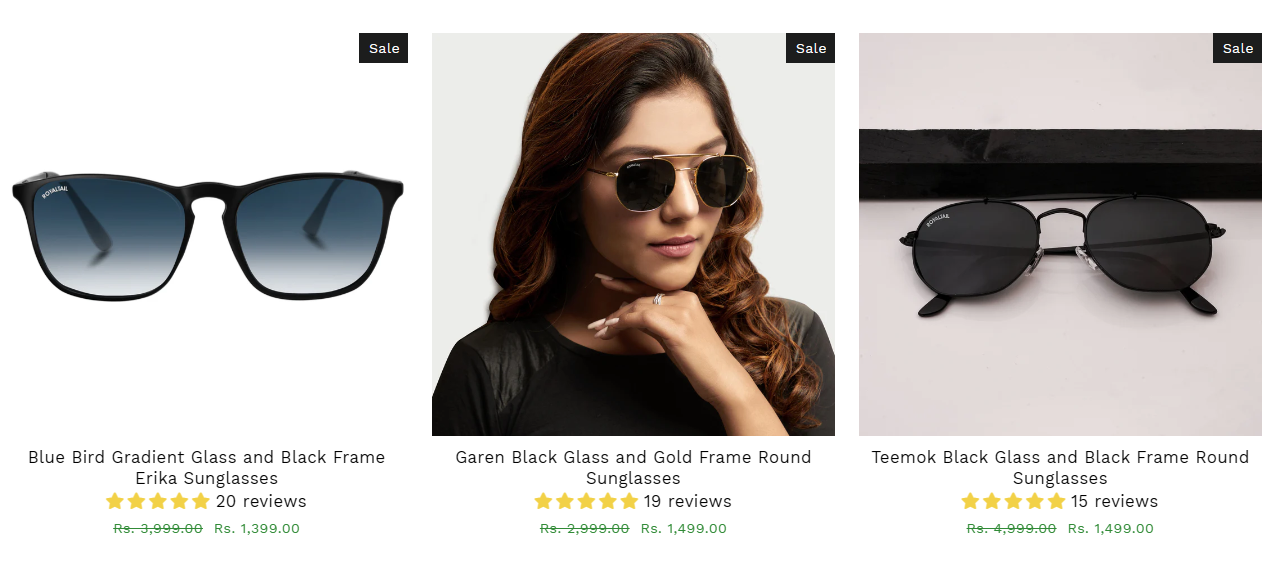 Sale
Sale
Sale
ROYALTAIL
ROYALTAIL
Blue Bird Gradient Glass and Black Frame
Erika Sunglasses
20 reviews
Rs. 3,999.00 Rs. 1,399.00
Garen Black Glass and Gold Frame Round
Sunglasses
19 reviews
Rs. 2,999.00 Rs. 1,499.00
Teemok Black Glass and Black Frame Round
Sunglasses
15 reviews
Rs. 4,999.00 Rs. 1,499.00